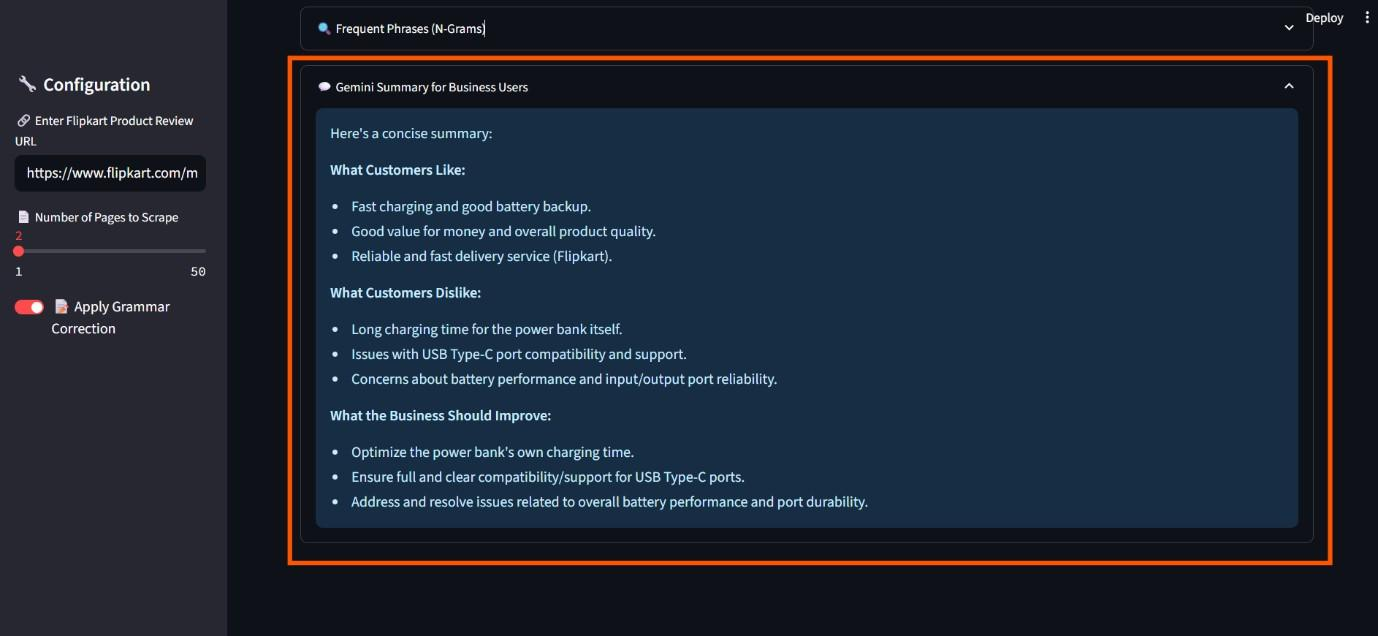 Deploy
🔧 Configuration
🔗 Enter Flipkart Product Review
URL
https://www.flipkart.com/m
📄 Number of Pages to Scrape
2
1 50
📝 Apply Grammar
Correction
🔍 Frequent Phrases (N-Grams)
💬 Gemini Summary for Business Users
Here's a concise summary:
What Customers Like:
• Fast charging and good battery backup.
• Good value for money and overall product quality.
• Reliable and fast delivery service (Flipkart).
What Customers Dislike:
• Long charging time for the power bank itself.
• Issues with USB Type-C port compatibility and support.
• Concerns about battery performance and input/output port reliability.
What the Business Should Improve:
• Optimize the power bank's own charging time.
• Ensure full and clear compatibility/support for USB Type-C ports.
• Address and resolve issues related to overall battery performance and port durability.